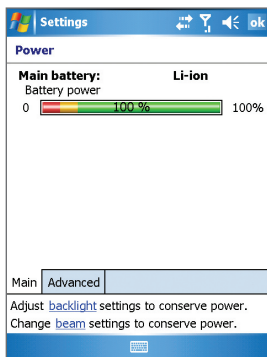 Settings ok
Power
Main battery: Li-ion
Battery power
0 100 % 100%
Main Advanced
Adjust backlight settings to conserve power.
Change beam settings to conserve power.